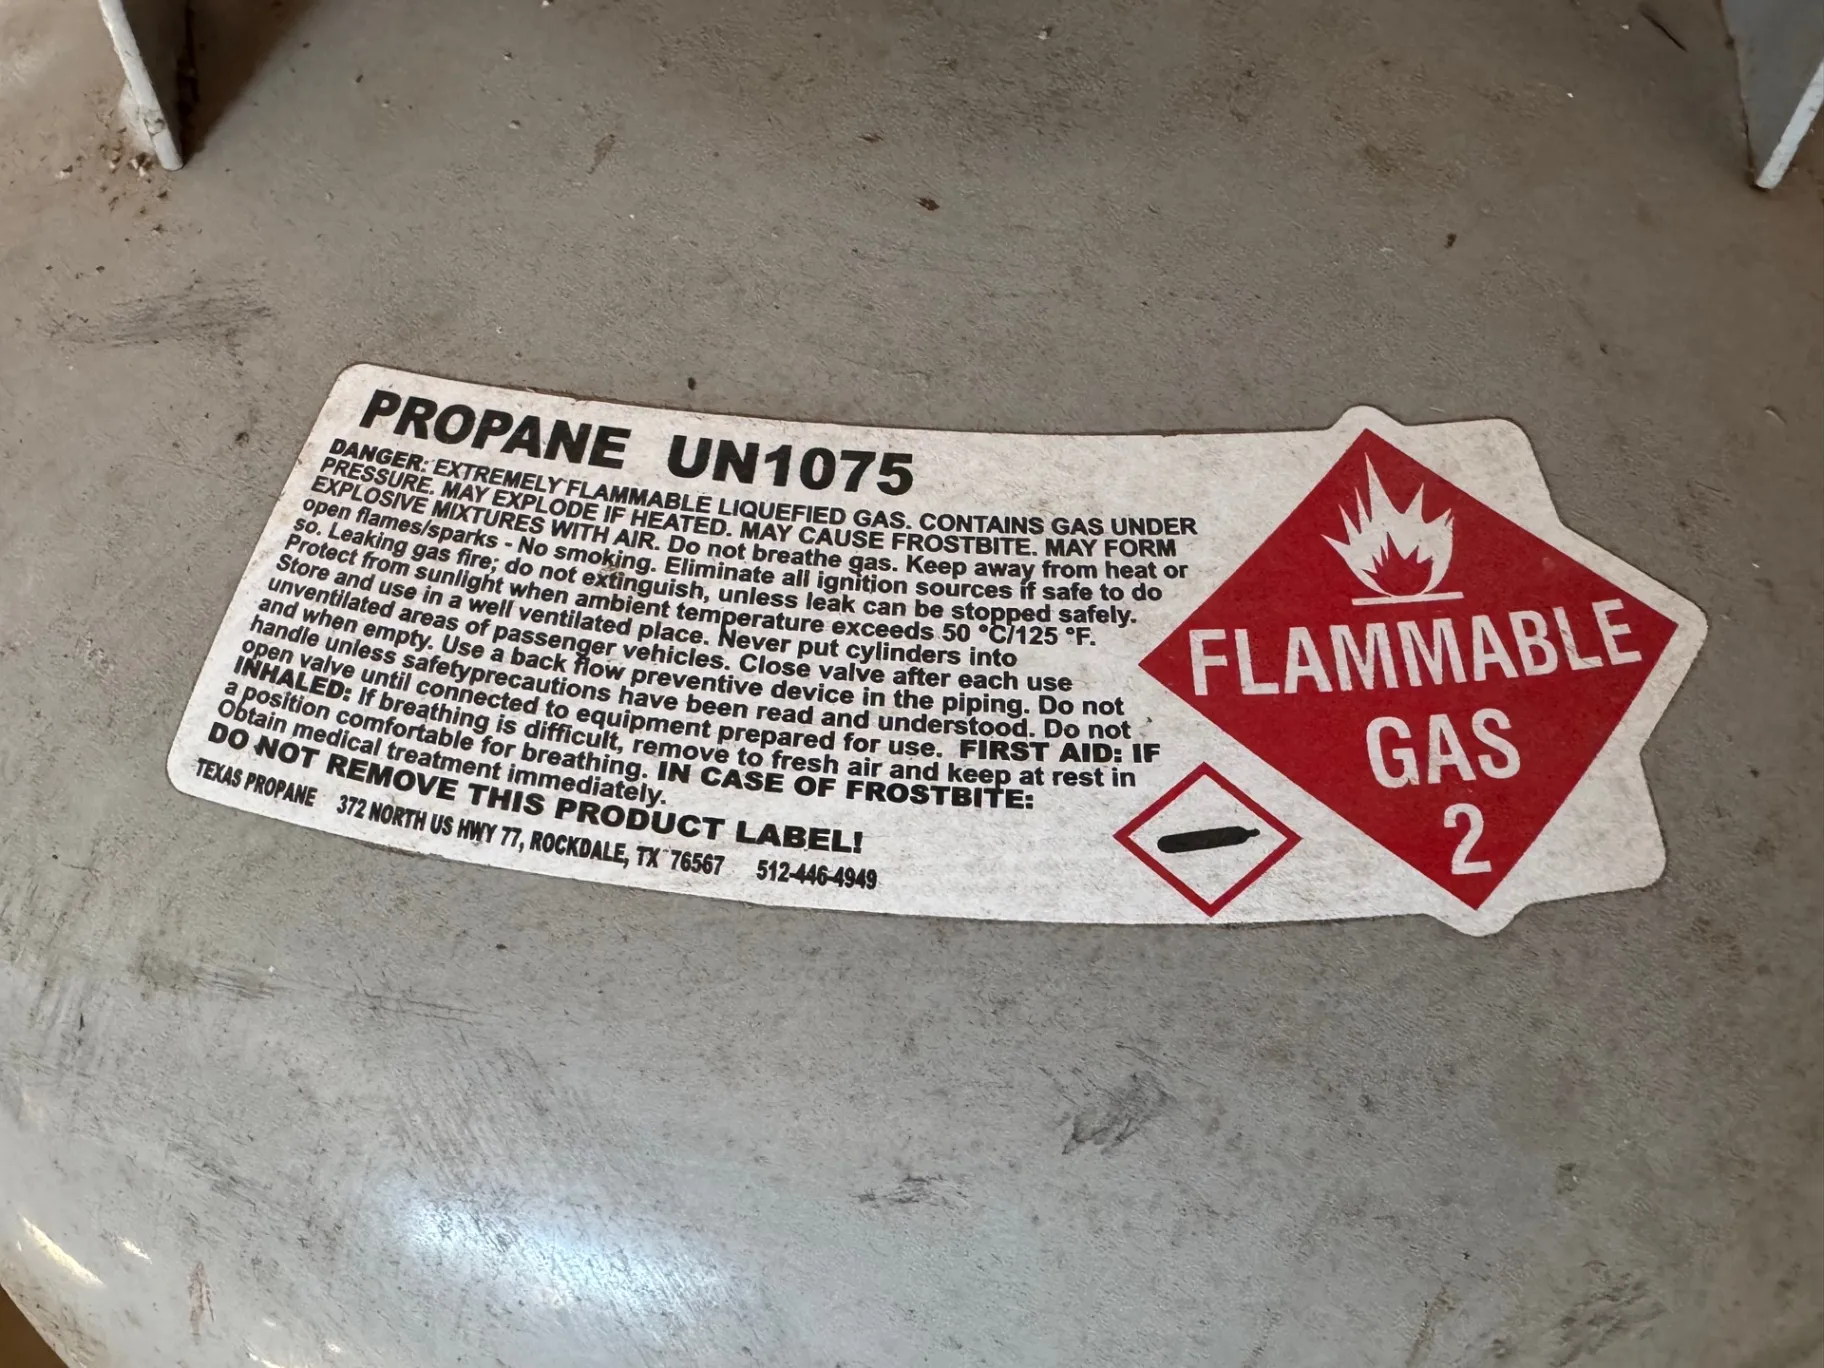 PROPANE UN1075
DANGER: EXTREMELY FLAMMABLE LIQUEFIED GAS. CONTAINS GAS UNDER
PRESSURE. MAY EXPLODE IF HEATED. MAY CAUSE FROSTBITE. MAY FORM
EXPLOSIVE MIXTURES WITH AIR. Do not breathe gas. Keep away from heat or
open flames/sparks - No smoking. Eliminate all ignition sources if safe to do
so. Leaking gas fire; do not extinguish, unless leak can be stopped safely.
Protect from sunlight when ambient temperature exceeds 50 °C/125 °F.
Store and use in a well ventilated place. Never put cylinders into
unventilated areas of passenger vehicles. Close valve after each use
and when empty. Use a back flow preventive device in the piping. Do not
handle unless safetyprecautions have been read and understood. Do not
open valve until connected to equipment prepared for use. FIRST AID: IF
INHALED: If breathing is difficult, remove to fresh air and keep at rest in
a position comfortable for breathing. IN CASE OF FROSTBITE:
Obtain medical treatment immediately.
DO NOT REMOVE THIS PRODUCT LABEL!
TEXAS PROPANE 372 NORTH US HWY 77, ROCKDALE, TX 76567 512-446-4949
FLAMMABLE
GAS
2